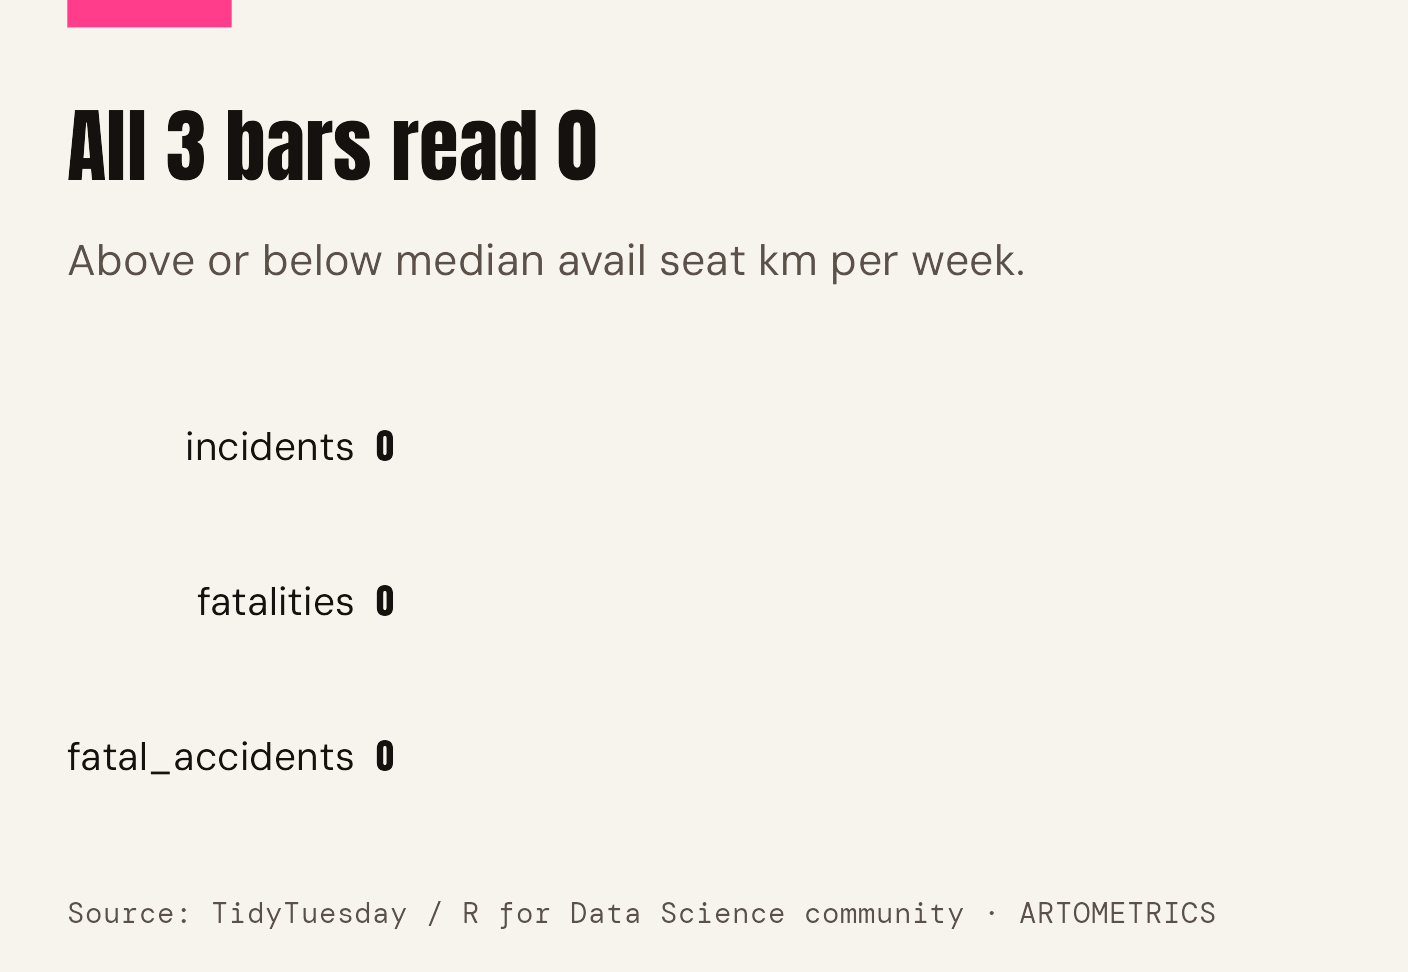 All 3 bars read 0
Above or below median avail seat km per week.
incidents 0
fatalities 0
fatal_accidents 0
Source: TidyTuesday / R for Data Science community · ARTOMETRICS